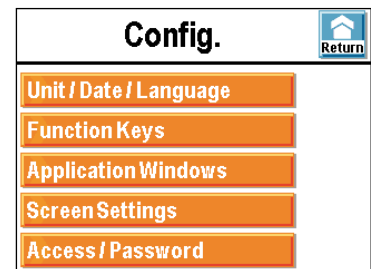 Config.
Return
Unit / Date / Language
Function Keys
Application Windows
Screen Settings
Access / Password